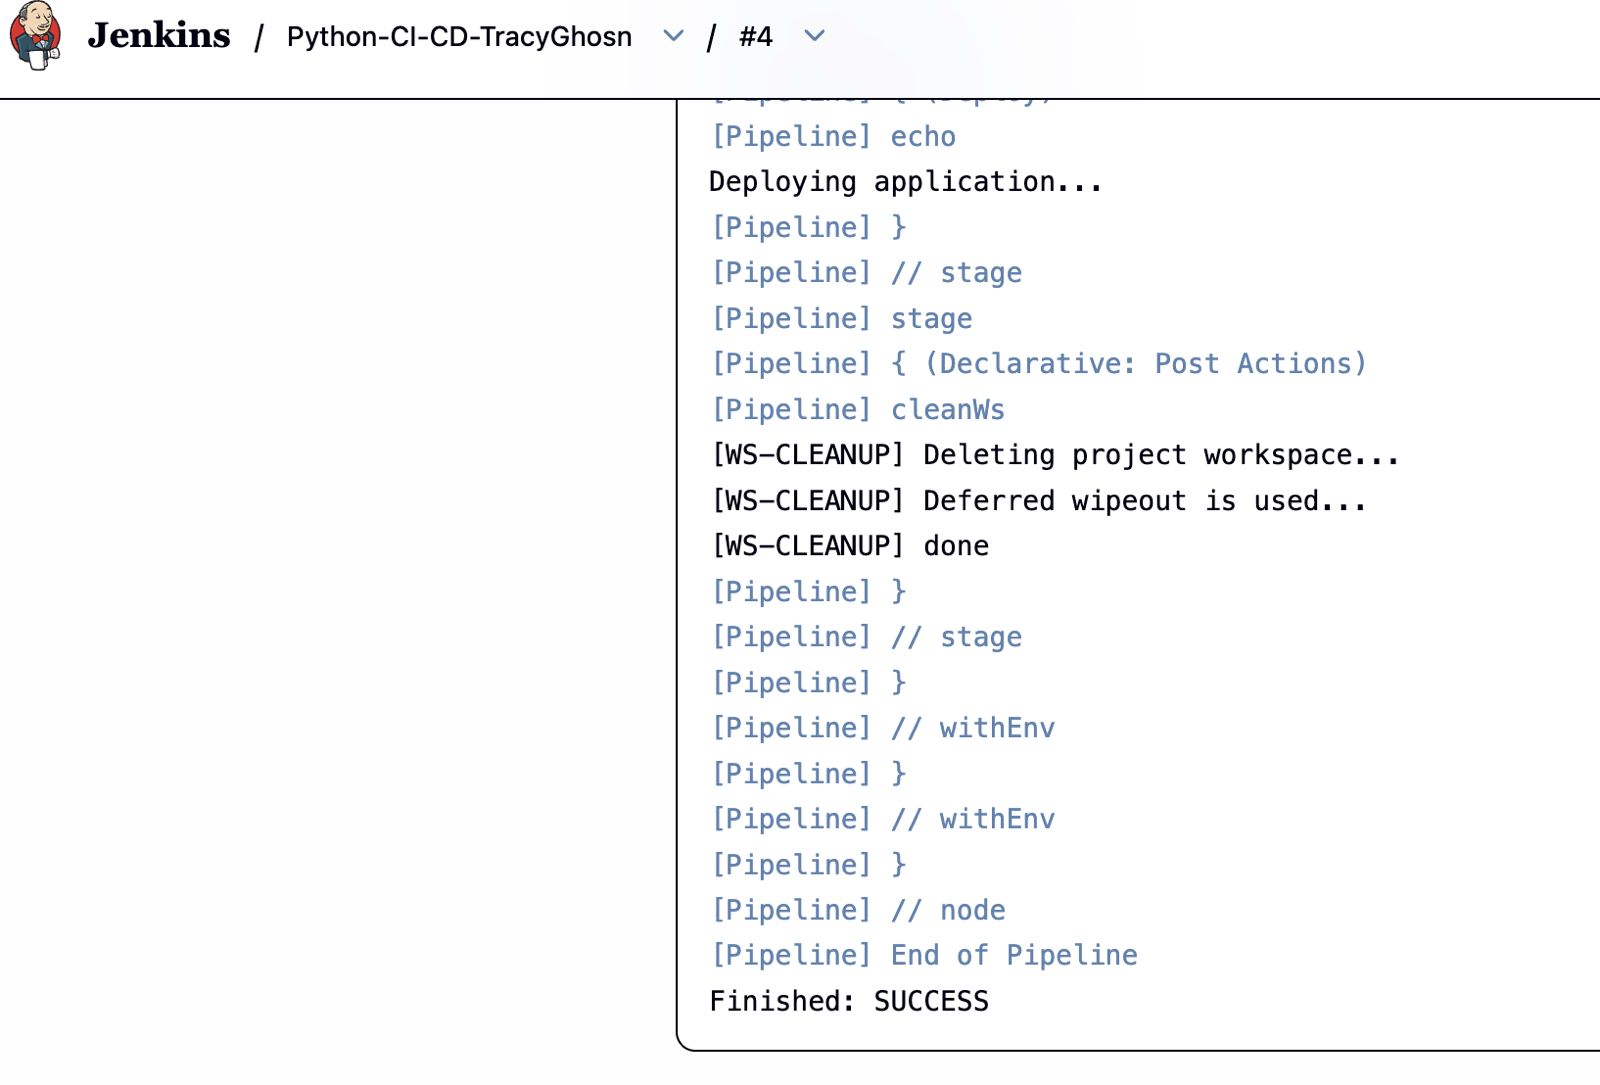 Jenkins / Python-CI-CD-TracyGhosn / #4
[Pipeline] { (Deploy)
[Pipeline] echo
Deploying application...
[Pipeline] }
[Pipeline] // stage
[Pipeline] stage
[Pipeline] { (Declarative: Post Actions)
[Pipeline] cleanWs
[WS-CLEANUP] Deleting project workspace...
[WS-CLEANUP] Deferred wipeout is used...
[WS-CLEANUP] done
[Pipeline] }
[Pipeline] // stage
[Pipeline] }
[Pipeline] // withEnv
[Pipeline] }
[Pipeline] // withEnv
[Pipeline] }
[Pipeline] // node
[Pipeline] End of Pipeline
Finished: SUCCESS